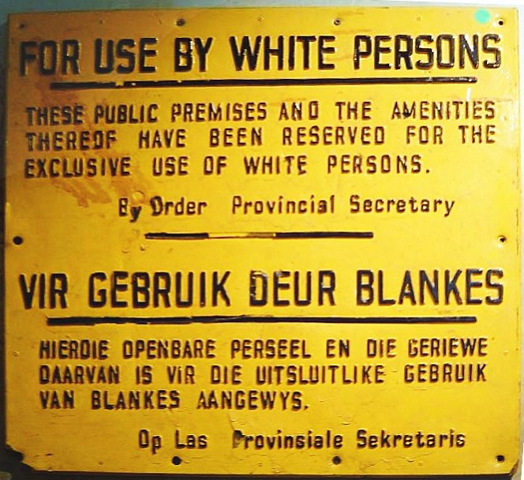 FOR USE BY WHITE PERSONS
THESE PUBLIC PREMISES AND THE AMENITIES
THEREOF HAVE BEEN RESERVED FOR THE
EXCLUSIVE USE OF WHITE PERSONS.
By Order Provincial Secretary
VIR GEBRUIK DEUR BLANKES
HIERDIE OPENBARE PERSEEL EN DIE GERIEWE
DAARVAN IS VIR DIE UITSLUITLIKE GEBRUIK
VAN BLANKES AANGEWYS.
Op Las Provinsiale Sekretaris